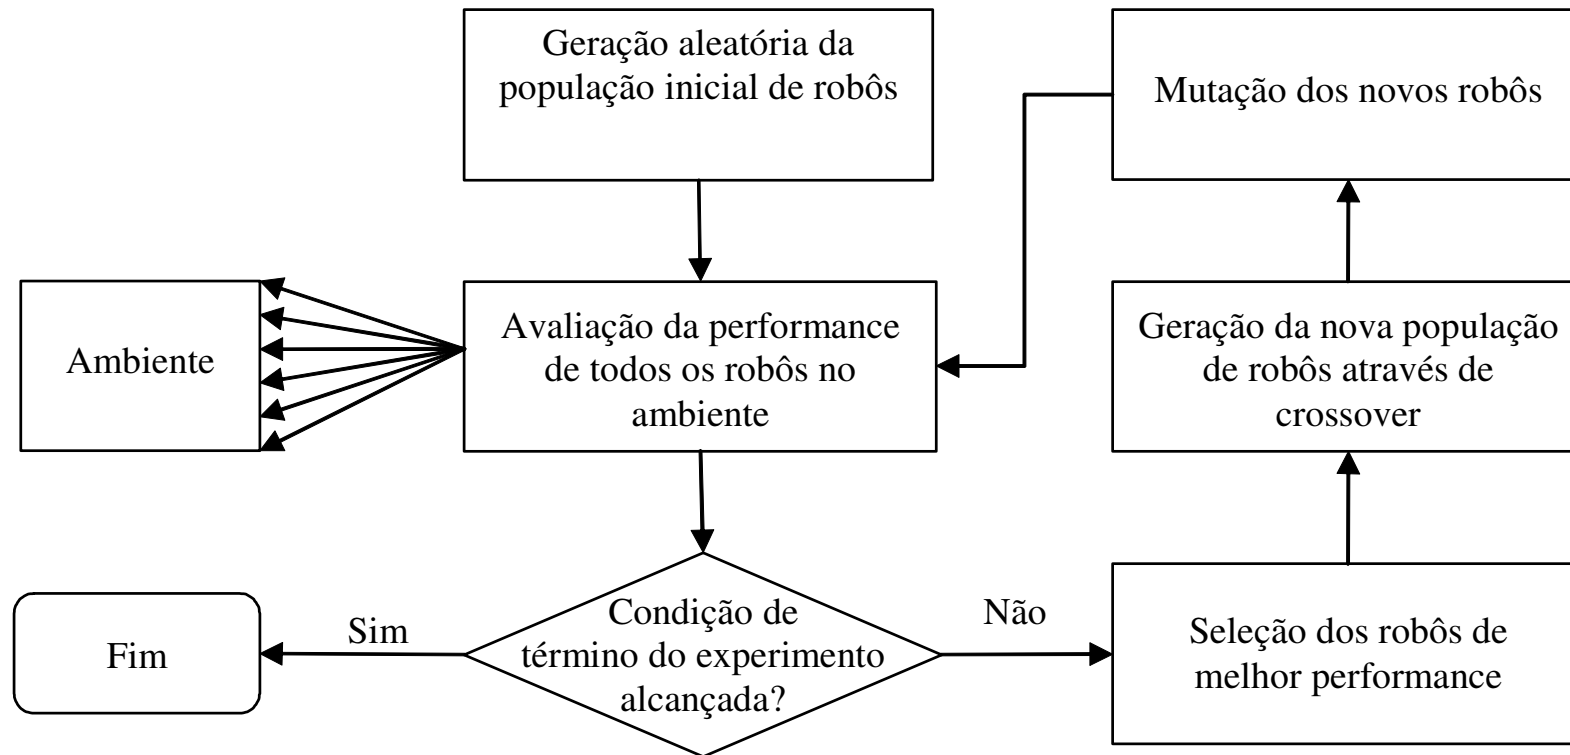 Geração aleatória da
população inicial de robôs
Mutação dos novos robôs
Ambiente
Avaliação da performance
de todos os robôs no
ambiente
Geração da nova população
de robôs através de
crossover
Fim
Sim
Condição de
término do experimento
alcançada?
Não
Seleção dos robôs de
melhor performance